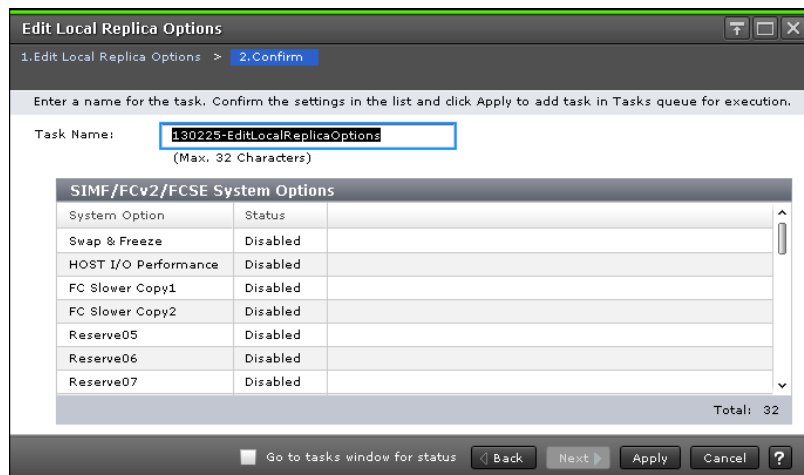 Edit Local Replica Options
1.Edit Local Replica Options > 2.Confirm
Enter a name for the task. Confirm the settings in the list and click Apply to add task in Tasks queue for execution.
Task Name: 130225-EditLocalReplicaOptions
(Max. 32 Characters)
SIMF/FCv2/FCSE System Options
System Option Status
Swap & Freeze Disabled
HOST I/O Performance Disabled
FC Slower Copy1 Disabled
FC Slower Copy2 Disabled
Reserve05 Disabled
Reserve06 Disabled
Reserve07 Disabled
Total: 32
Go to tasks window for status Back Next Apply Cancel ?